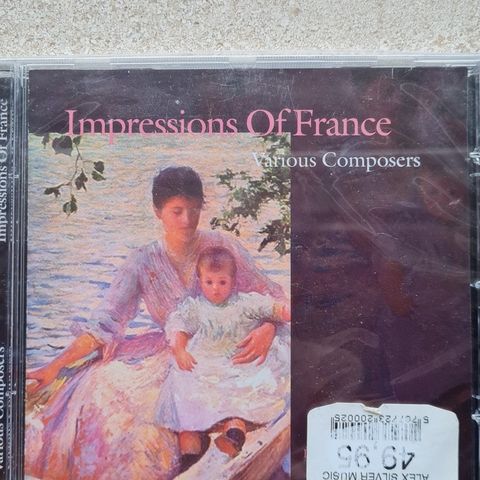 Impressions Of France
Various Composers
Impressions Of France
Various Composers
49,95
ALEX SILVER MUSIC